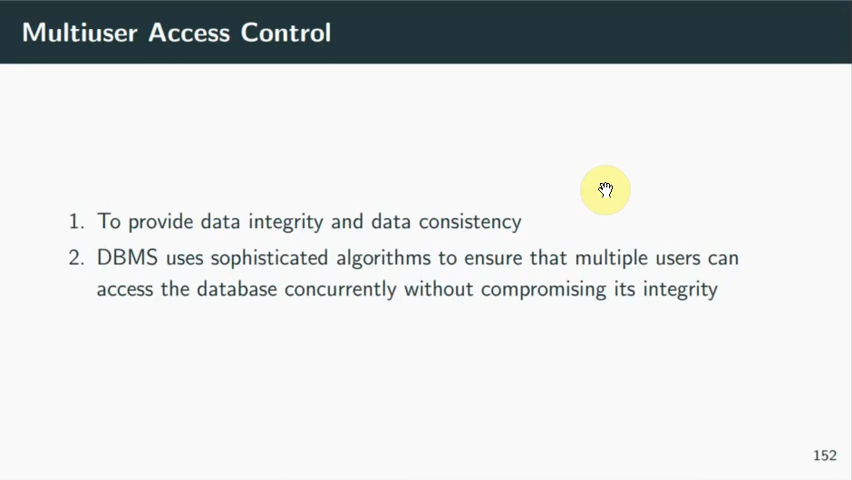 Multiuser Access Control
1. To provide data integrity and data consistency
2. DBMS uses sophisticated algorithms to ensure that multiple users can
access the database concurrently without compromising its integrity
152